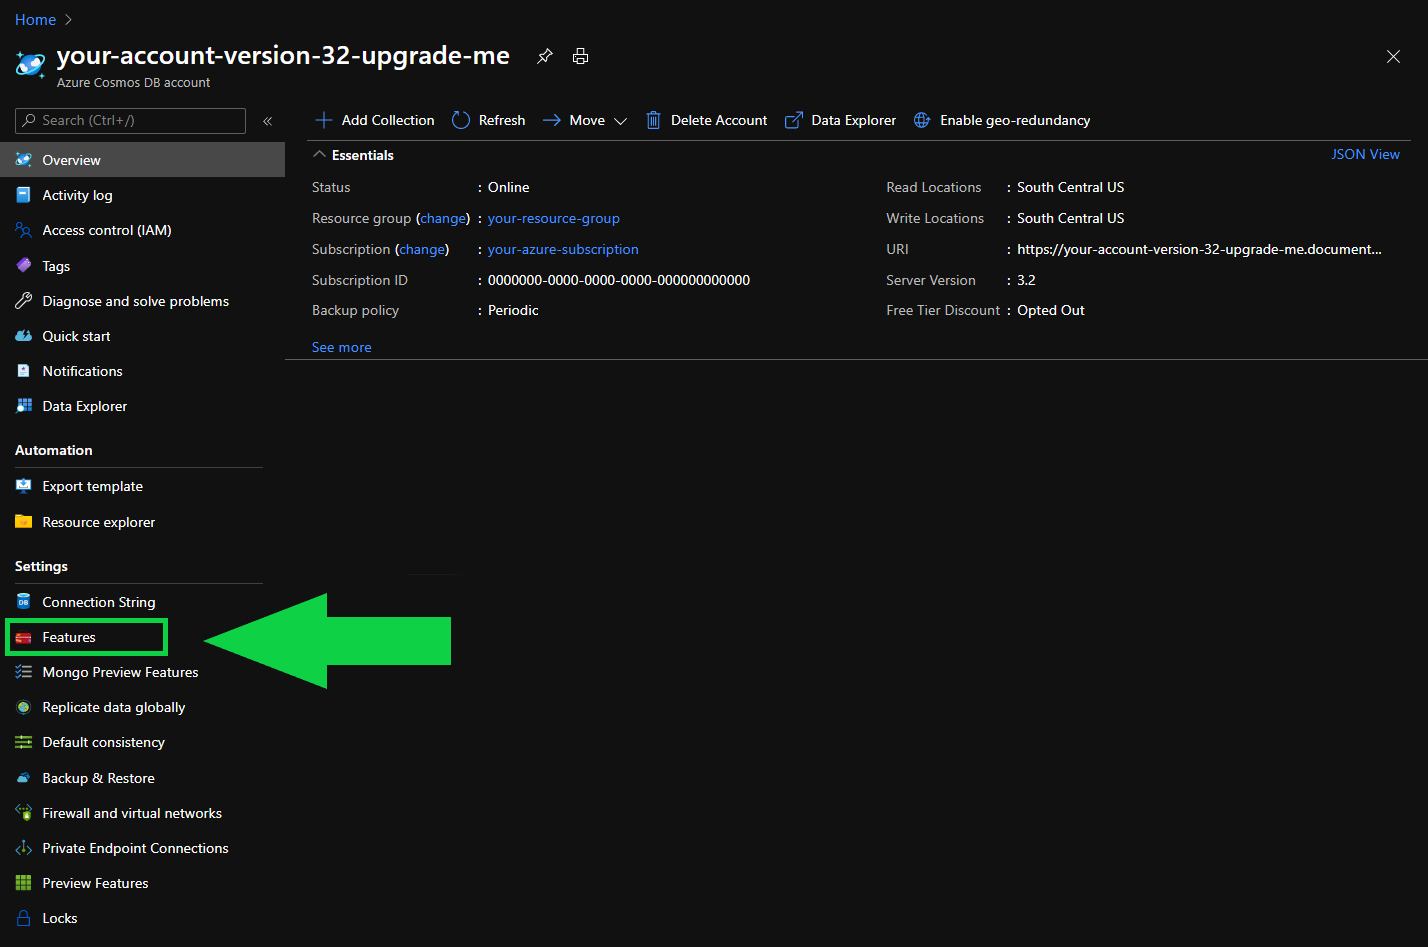 Home
your-account-version-32-upgrade-me
Azure Cosmos DB account
Search (Ctrl+/)
«
Overview
Activity log
Access control (IAM)
Tags
Diagnose and solve problems
Quick start
Notifications
Data Explorer
Automation
Export template
Resource explorer
Settings
Connection String
Features
Mongo Preview Features
Replicate data globally
Default consistency
Backup & Restore
Firewall and virtual networks
Private Endpoint Connections
Preview Features
Locks
Add Collection Refresh Move Delete Account Data Explorer Enable geo-redundancy
Essentials JSON View
Status : Online
Resource group (change) : your-resource-group
Subscription (change) : your-azure-subscription
Subscription ID : 0000000-0000-0000-0000-000000000000
Backup policy : Periodic
See more
Read Locations : South Central US
Write Locations : South Central US
URI : https://your-account-version-32-upgrade-me.document...
Server Version : 3.2
Free Tier Discount : Opted Out